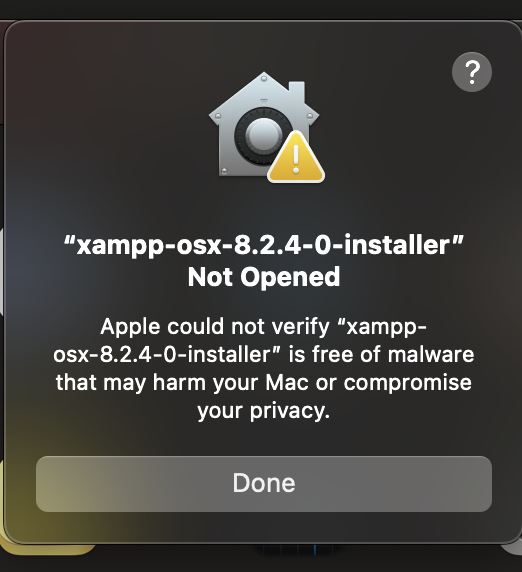 ?
“xampp-osx-8.2.4-0-installer”
Not Opened
Apple could not verify “xampp-
osx-8.2.4-0-installer” is free of malware
that may harm your Mac or compromise
your privacy.
Done